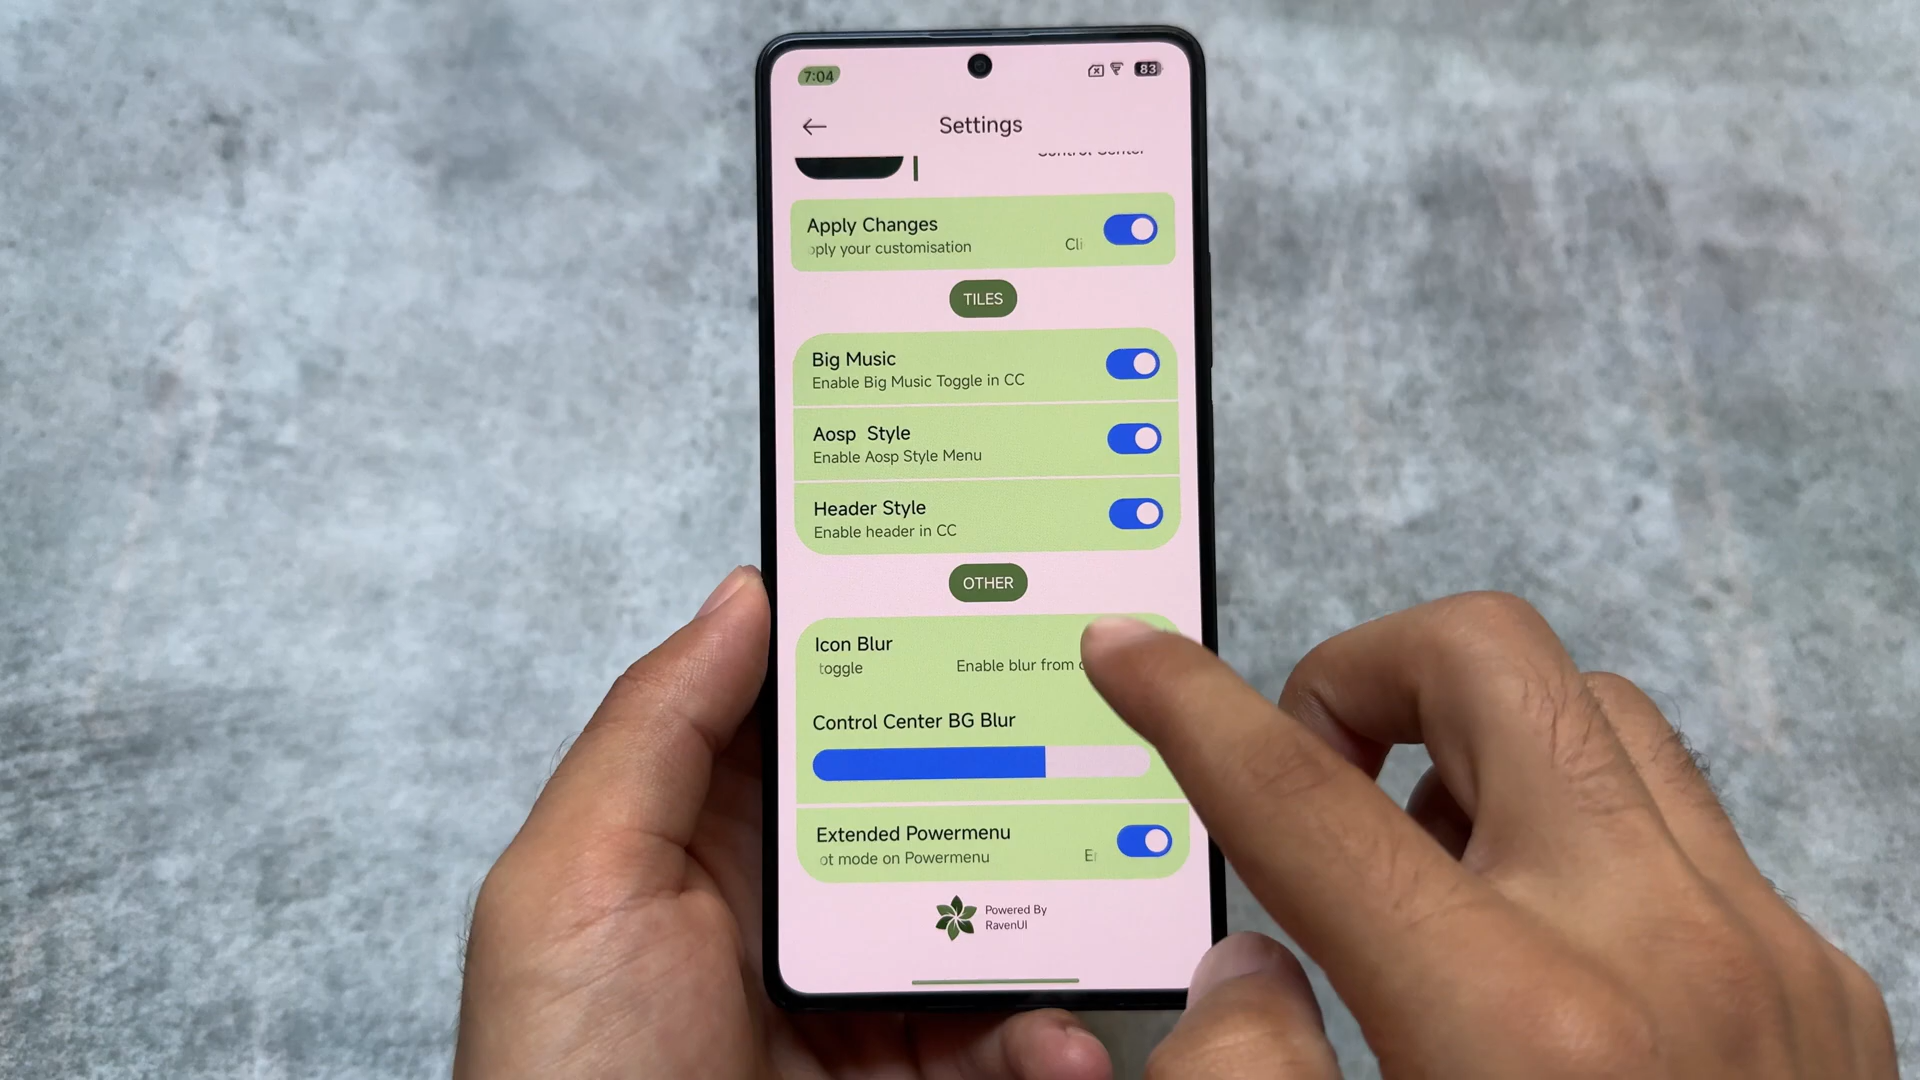 7:04
83
Settings
Control Center
Apply Changes
pply your customisation Cli
TILES
Big Music
Enable Big Music Toggle in CC
Aosp Style
Enable Aosp Style Menu
Header Style
Enable header in CC
OTHER
Icon Blur
toggle Enable blur from
Control Center BG Blur
Extended Powermenu
ot mode on Powermenu E
Powered By
RavenUI